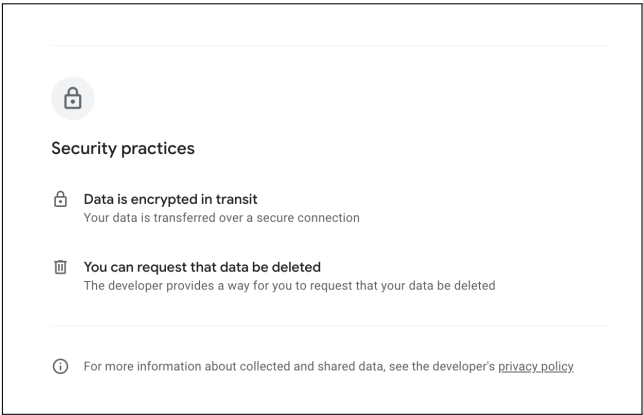 Security practices
Data is encrypted in transit
Your data is transferred over a secure connection
You can request that data be deleted
The developer provides a way for you to request that your data be deleted
For more information about collected and shared data, see the developer's privacy policy